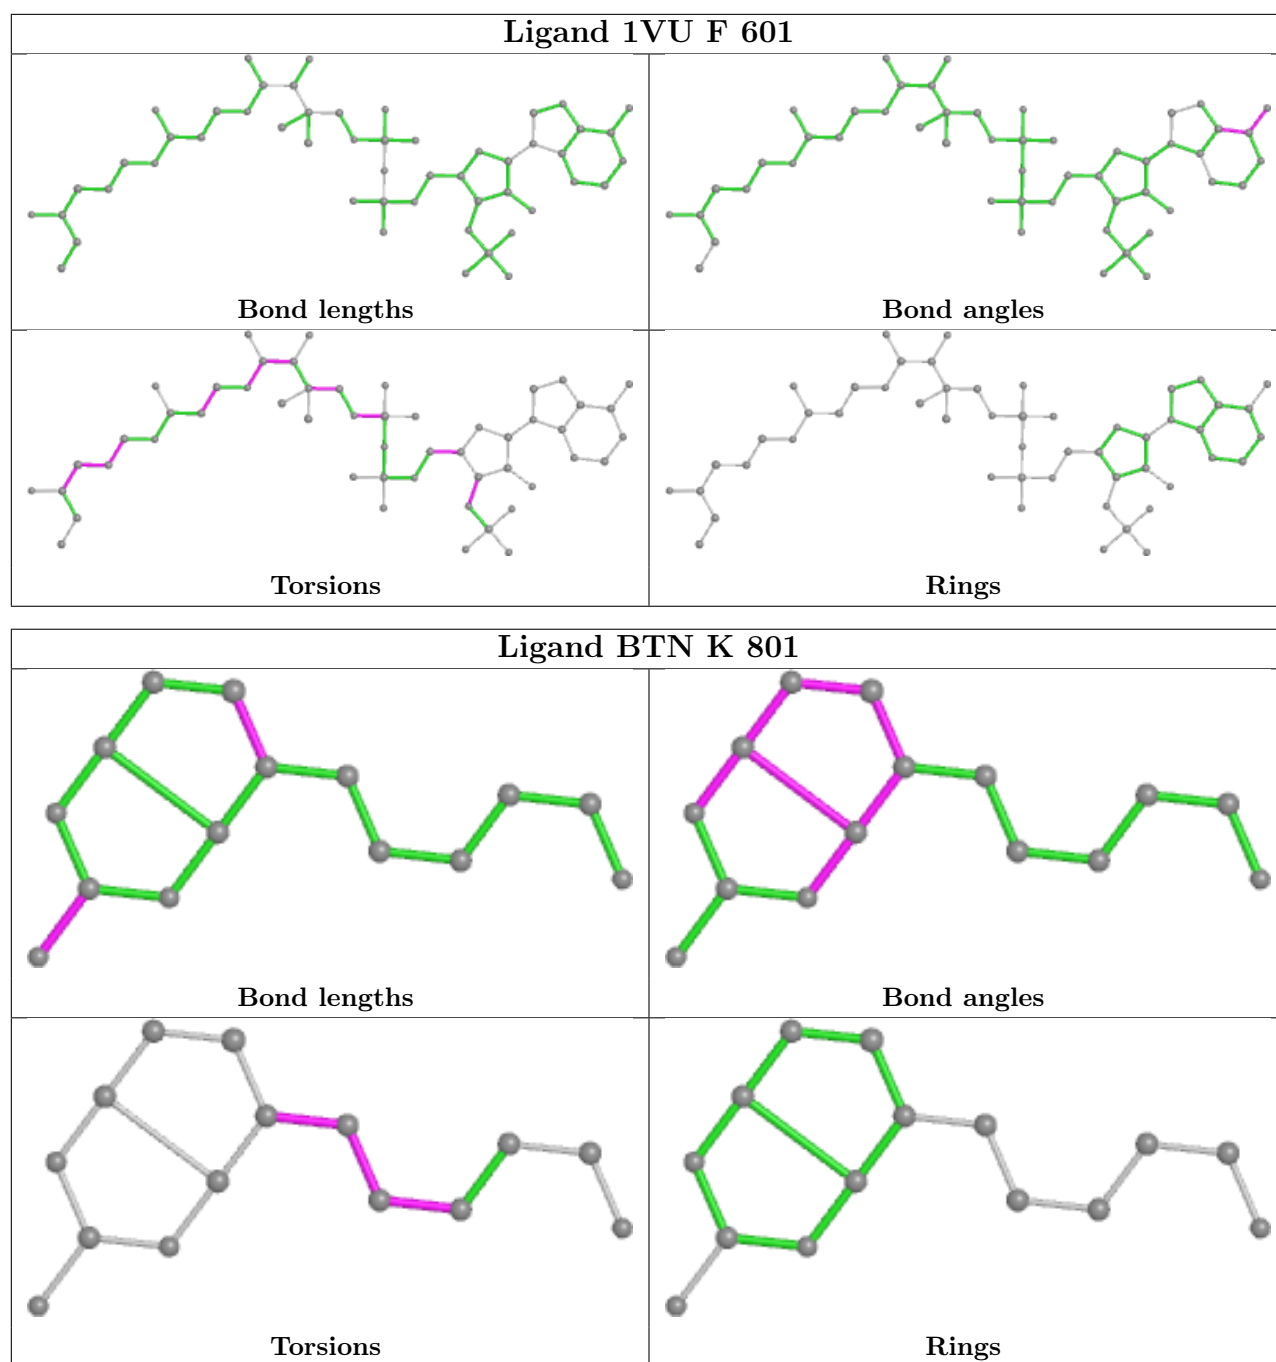 Ligand 1VU F 601
Bond lengths
Bond angles
Torsions
Rings
Ligand BTN K 801
Bond lengths
Bond angles
Torsions
Rings